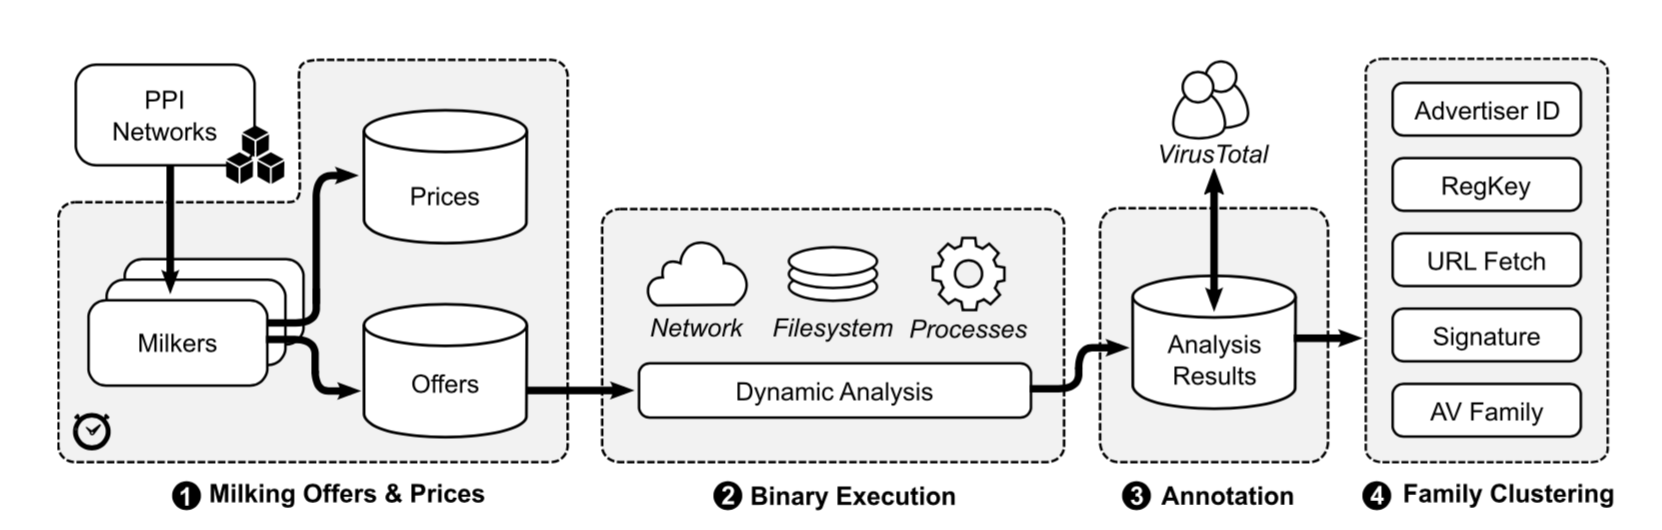 PPI
Networks
Prices
Milkers
Offers
1 Milking Offers & Prices
Network
Filesystem
Processes
Dynamic Analysis
2 Binary Execution
VirusTotal
Analysis
Results
3 Annotation
Advertiser ID
RegKey
URL Fetch
Signature
AV Family
4 Family Clustering